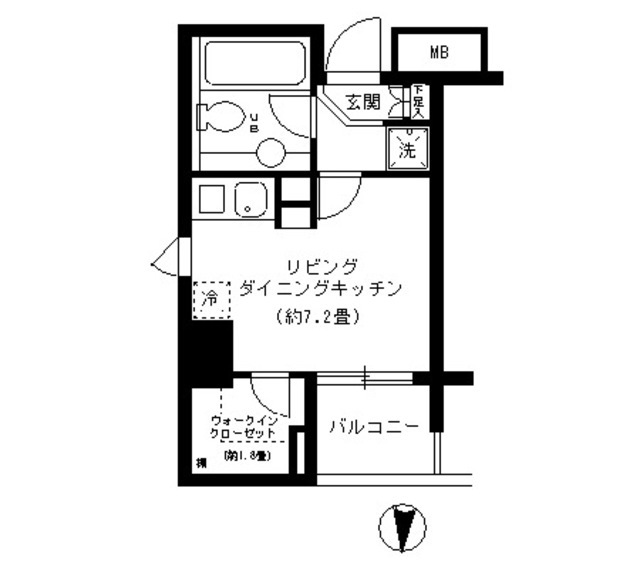 MB
玄関
下足入
UB
洗
リビング
ダイニングキッチン
(約7.2畳)
冷
ウォークイン
クローゼット
(約1.8畳)
棚
バルコニー